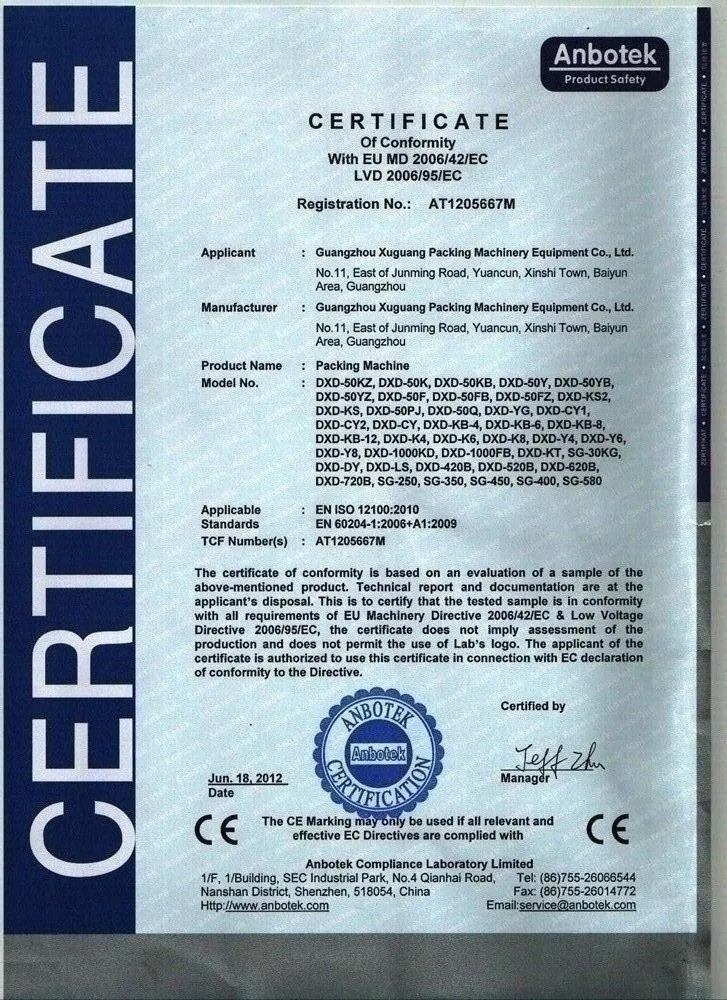 CERTIFICATE
Anbotek
Product Safety
CERTIFICATE
Of Conformity
With EU MD 2006/42/EC
LVD 2006/95/EC
Registration No.: AT1205667M
Applicant : Guangzhou Xuguang Packing Machinery Equipment Co., Ltd.
No.11, East of Junming Road, Yuancun, Xinshi Town, Baiyun
Area, Guangzhou
Manufacturer : Guangzhou Xuguang Packing Machinery Equipment Co., Ltd.
No.11, East of Junming Road, Yuancun, Xinshi Town, Baiyun
Area, Guangzhou
Product Name : Packing Machine
Model No. : DXD-50KZ, DXD-50K, DXD-50KB, DXD-50Y, DXD-50YB,
DXD-50YZ, DXD-50F, DXD-50FB, DXD-50FZ, DXD-KS2,
DXD-KS, DXD-50PJ, DXD-50Q, DXD-YG, DXD-CY1,
DXD-CY2, DXD-CY, DXD-KB-4, DXD-KB-6, DXD-KB-8,
DXD-KB-12, DXD-K4, DXD-K6, DXD-K8, DXD-Y4, DXD-Y6,
DXD-Y8, DXD-1000KD, DXD-1000FB, DXD-KT, SG-30KG,
DXD-DY, DXD-LS, DXD-420B, DXD-520B, DXD-620B,
DXD-720B, SG-250, SG-350, SG-450, SG-400, SG-580
Applicable : EN ISO 12100:2010
Standards EN 60204-1:2006+A1:2009
TCF Number(s) : AT1205667M
The certificate of conformity is based on an evaluation of a sample of the
above-mentioned product. Technical report and documentation are at the
applicant's disposal. This is to certify that the tested sample is in conformity
with all requirements of EU Machinery Directive 2006/42/EC & Low Voltage
Directive 2006/95/EC, the certificate does not imply assessment of the
production and does not permit the use of Lab's logo. The applicant of the
certificate is authorized to use this certificate in connection with EC declaration
of conformity to the Directive.
Certified by
ANBOTEK
Anbotek
CERTIFICATION
Jeff Zhu
Jun. 18, 2012
Manager
Date
CE
The CE Marking may only be used if all relevant and
effective EC Directives are complied with
CE
Anbotek Compliance Laboratory Limited
1/F, 1/Building, SEC Industrial Park, No.4 Qianhai Road, Tel: (86)755-26066544
Nanshan District, Shenzhen, 518054, China Fax: (86)755-26014772
Http://www.anbotek.com Email:service@anbotek.com